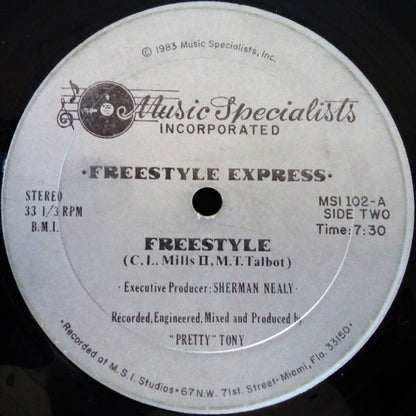 © 1983 Music Specialists, Inc.
Music Specialists
INCORPORATED
·FREESTYLE EXPRESS·
STEREO
33 1/3 RPM
B.M.I.
MSI 102-A
SIDE TWO
Time: 7:30
FREESTYLE
(C.L. Mills II, M.T. Talbot)
·Executive Producer: SHERMAN NEALY·
Recorded, Engineered, Mixed and Produced by
"PRETTY" TONY
·Recorded at M.S.I. Studios·67 N.W. 71st. Street·Miami, Fla. 33150·